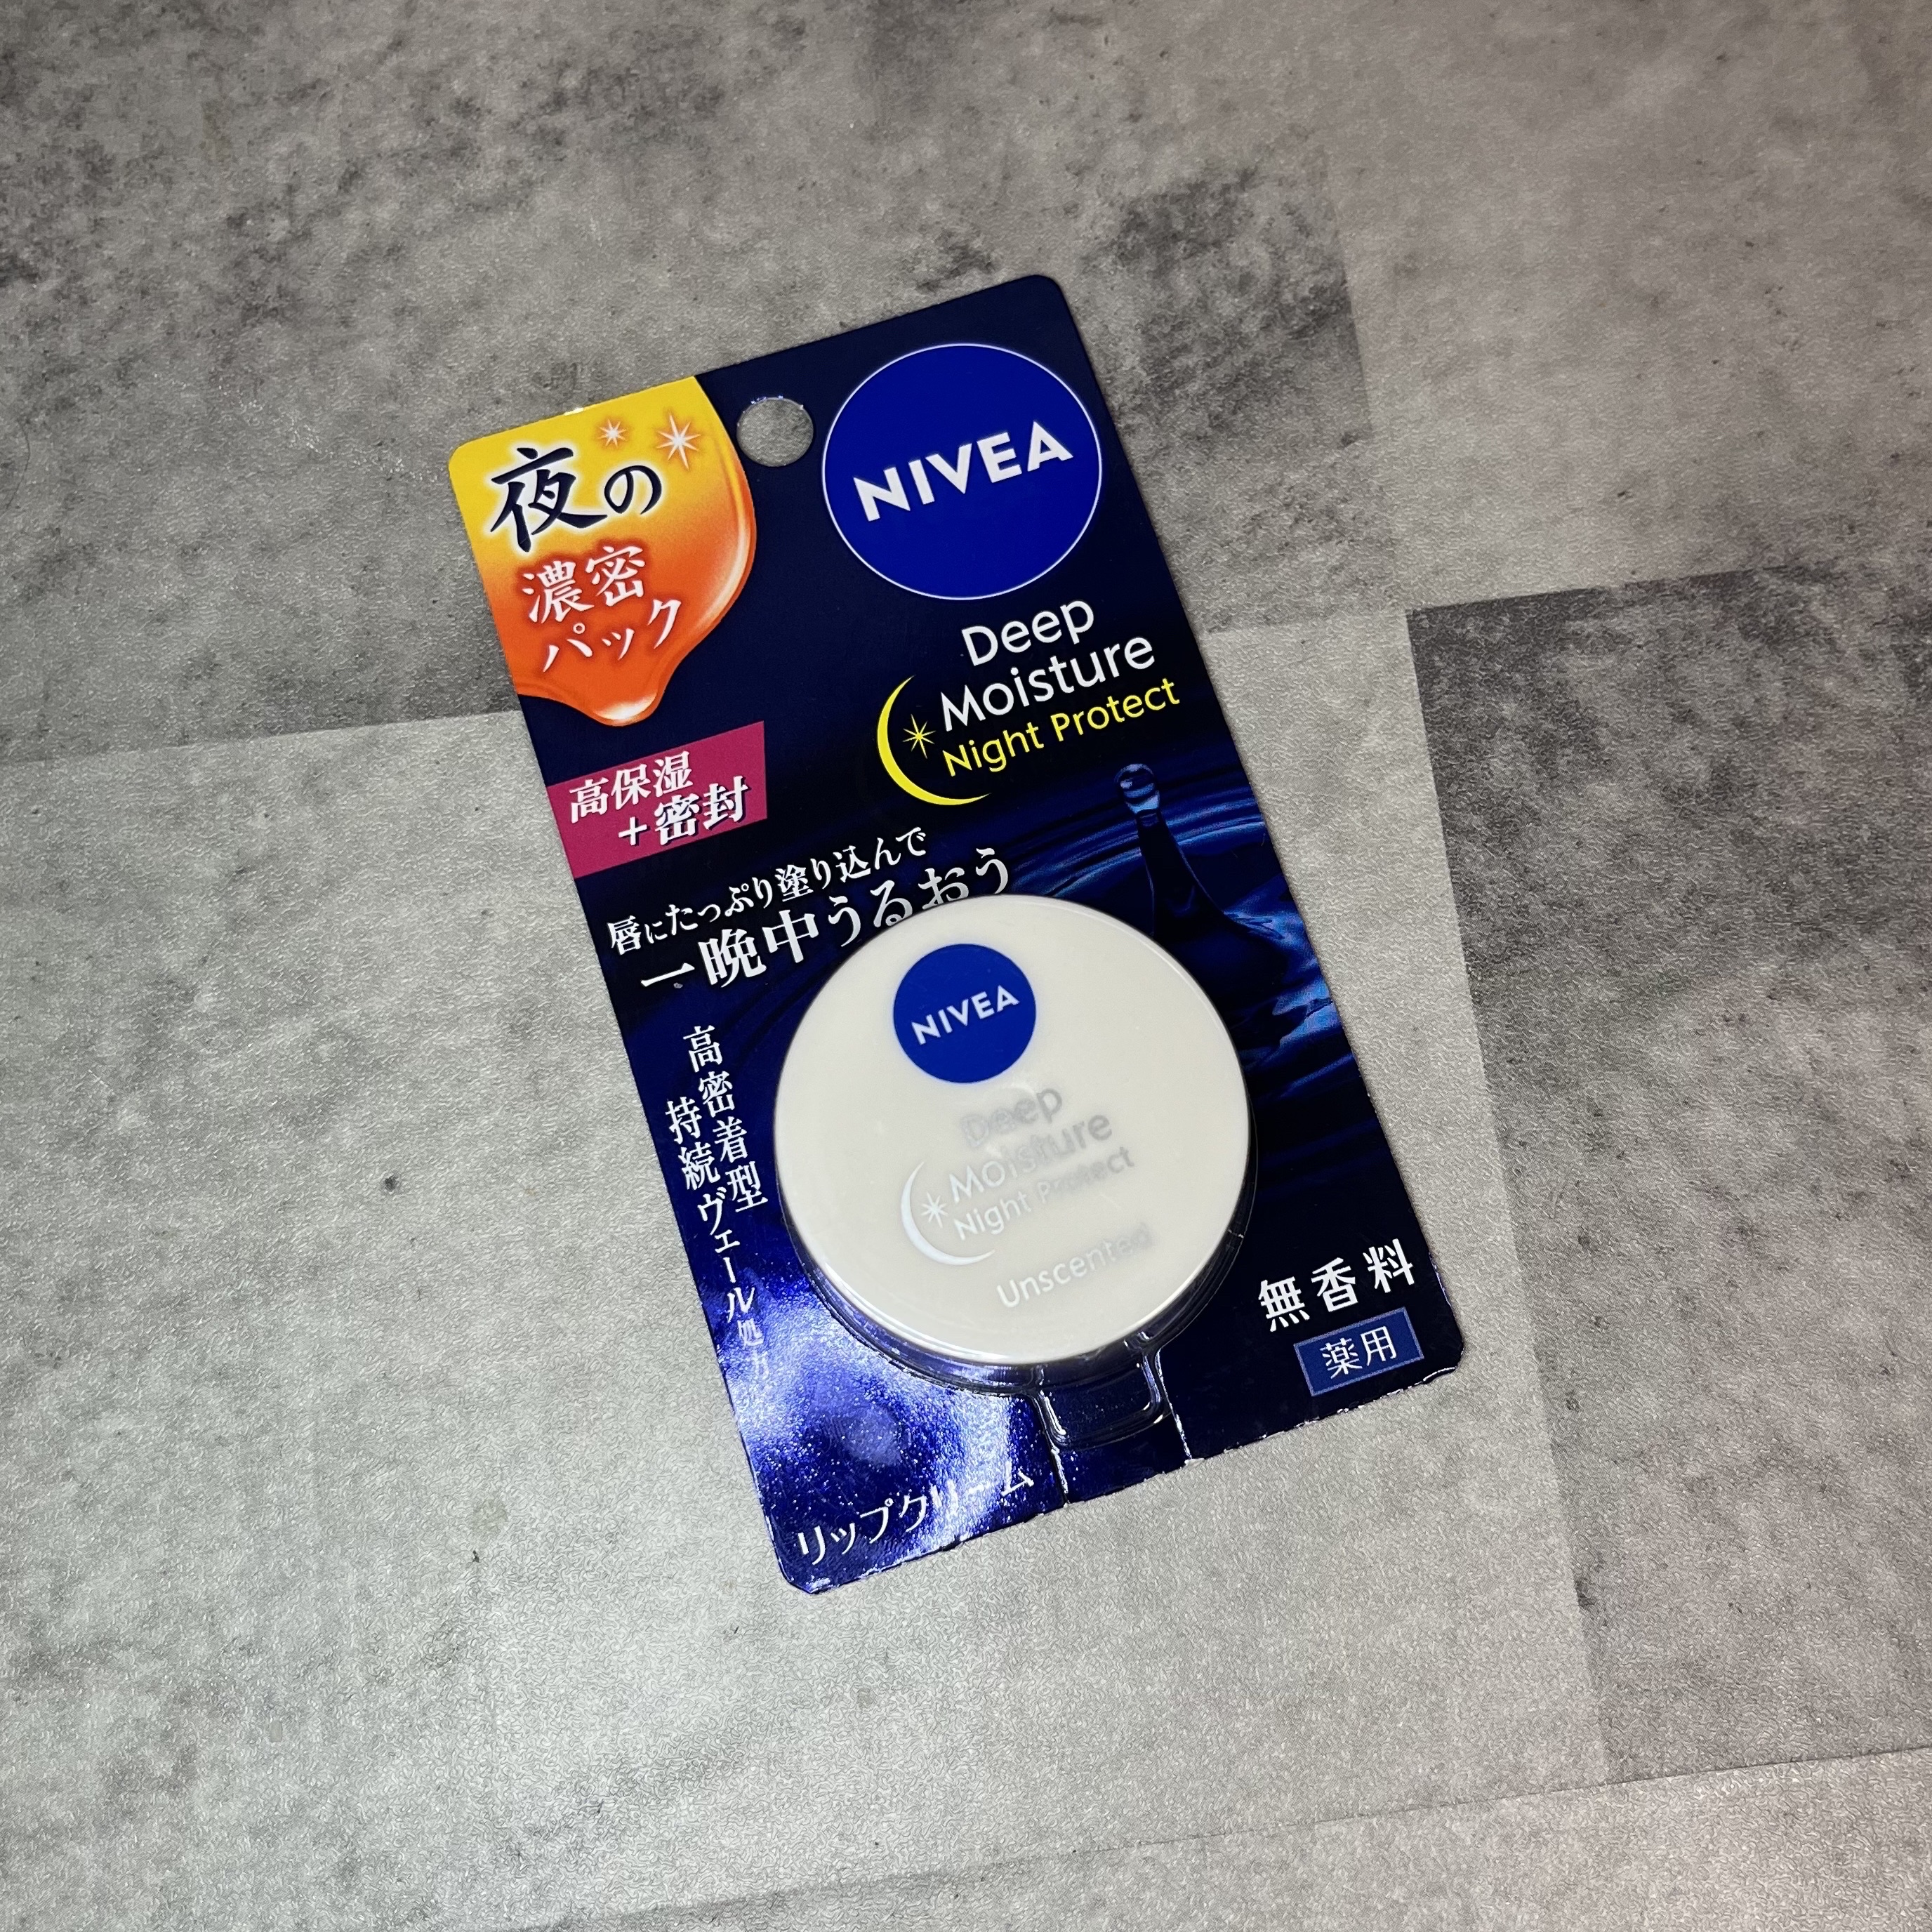 夜の
濃密
パック
NIVEA
Deep
Moisture
Night Protect
高保湿
+密封
唇にたっぷり塗り込んで
一晩中うるおう
高密着型
持続ヴェール処方
NIVEA
Deep
Moisture
Night Protect
Unscented
無香料
薬用
リップクリーム